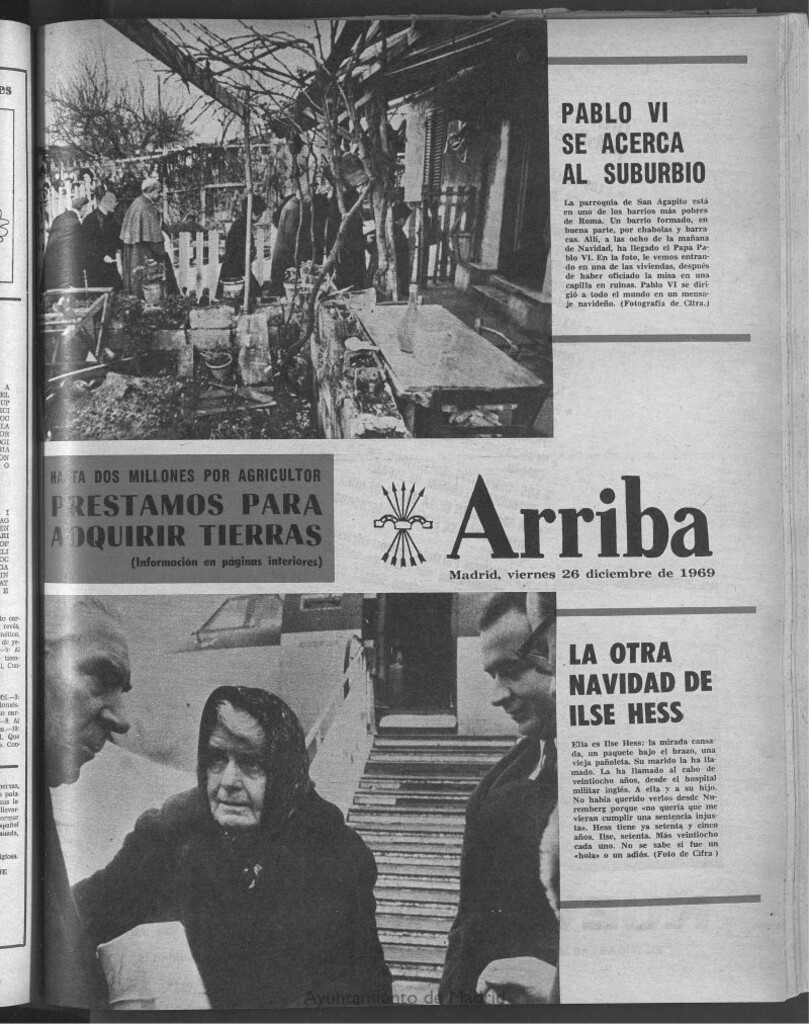 PABLO VI
SE ACERCA
AL SUBURBIO
La parroquia de San Agapito está
en uno de los barrios más pobres
de Roma. Un barrio formado, en
buena parte, por chabolas y barra-
cas. Allí, a las ocho de la mañana
de Navidad, ha llegado el Papa Pa-
blo VI. En la foto, le vemos entran-
do en una de las viviendas, después
de haber oficiado la misa en una
capilla en ruinas. Pablo VI se diri-
gió a todo el mundo en un mensa-
je navideño. (Fotografía de Cifra.)
HASTA DOS MILLONES POR AGRICULTOR
PRESTAMOS PARA
ADQUIRIR TIERRAS
(Información en páginas interiores)
Arriba
Madrid, viernes 26 diciembre de 1969
LA OTRA
NAVIDAD DE
ILSE HESS
Ella es Ilse Hess: la mirada cansa-
da, un paquete bajo el brazo, una
vieja pañoleta. Su marido la ha lla-
mado. La ha llamado al cabo de
veintiocho años, desde el hospital
militar inglés. A ella y a su hijo.
No había querido verlos desde Nu-
remberg porque «no quería que me
vieran cumplir una sentencia injus-
ta». Hess tiene ya setenta y cinco
años. Ilse, setenta. Más veintiocho
cada uno. No se sabe si fue un
«hola» o un adiós. (Foto de Cifra)
Ayuntamiento de Madrid